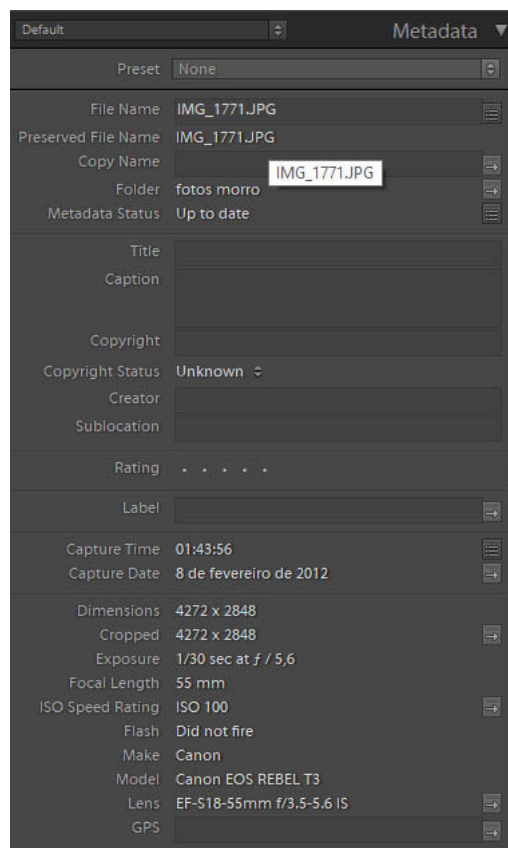 Default Metadata
Preset None
File Name IMG_1771.JPG
Preserved File Name IMG_1771.JPG
Copy Name
IMG_1771.JPG
Folder fotos morro
Metadata Status Up to date
Title
Caption
Copyright
Copyright Status Unknown
Creator
Sublocation
Rating . . . . .
Label
Capture Time 01:43:56
Capture Date 8 de fevereiro de 2012
Dimensions 4272 x 2848
Cropped 4272 x 2848
Exposure 1/30 sec at ƒ / 5,6
Focal Length 55 mm
ISO Speed Rating ISO 100
Flash Did not fire
Make Canon
Model Canon EOS REBEL T3
Lens EF-S18-55mm f/3.5-5.6 IS
GPS